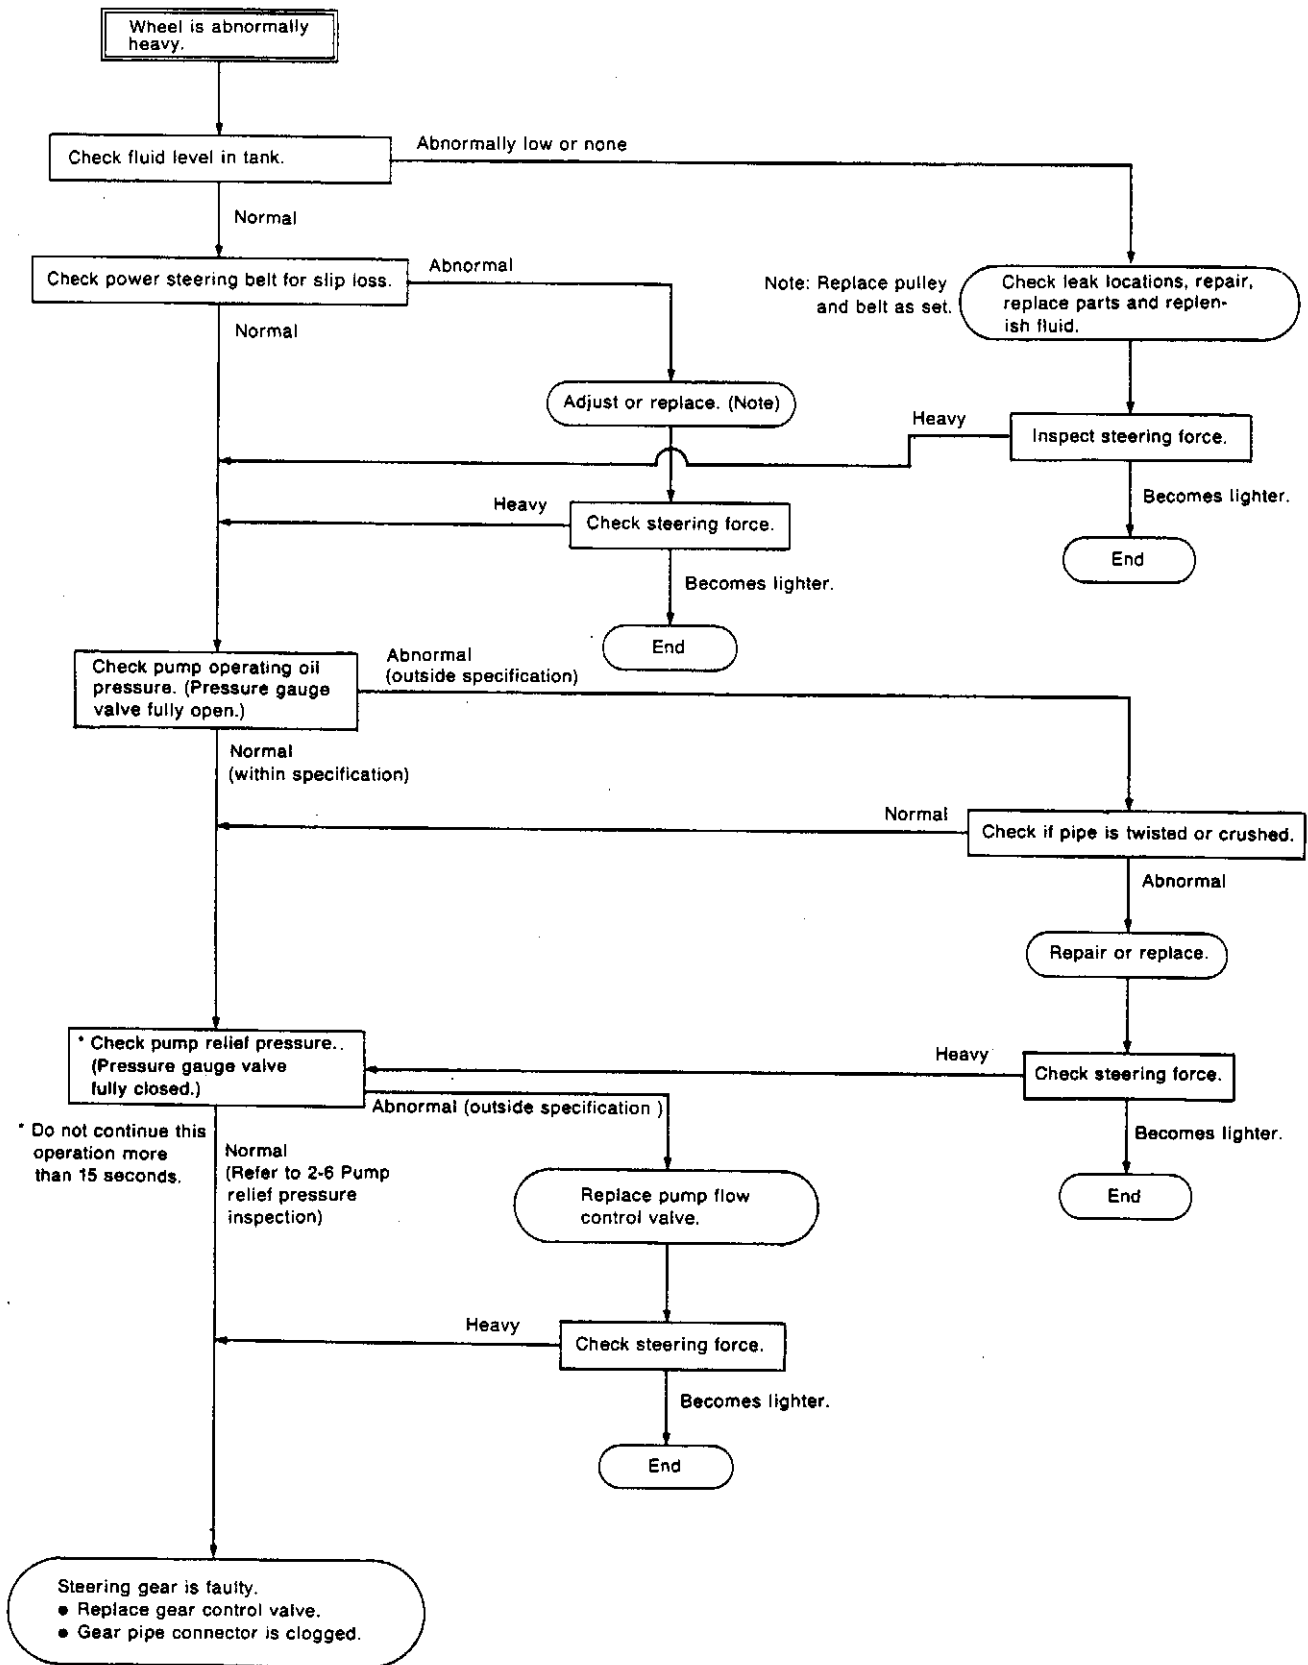 Wheel is abnormally
heavy.
Check fluid level in tank.
Abnormally low or none
Normal
Check power steering belt for slip loss.
Abnormal
Normal
Note: Replace pulley
and belt as set.
Check leak locations, repair,
replace parts and replen-
ish fluid.
Adjust or replace. (Note)
Heavy
Inspect steering force.
Becomes lighter.
End
Heavy
Check steering force.
Becomes lighter.
End
Check pump operating oil
pressure. (Pressure gauge
valve fully open.)
Abnormal
(outside specification)
Normal
(within specification)
Normal
Check if pipe is twisted or crushed.
Abnormal
Repair or replace.
* Check pump relief pressure..
(Pressure gauge valve
fully closed.)
Heavy
Check steering force.
Becomes lighter.
End
Abnormal (outside specification )
* Do not continue this
operation more
than 15 seconds.
Normal
(Refer to 2-6 Pump
relief pressure
inspection)
Replace pump flow
control valve.
Heavy
Check steering force.
Becomes lighter.
End
Steering gear is faulty.
● Replace gear control valve.
● Gear pipe connector is clogged.